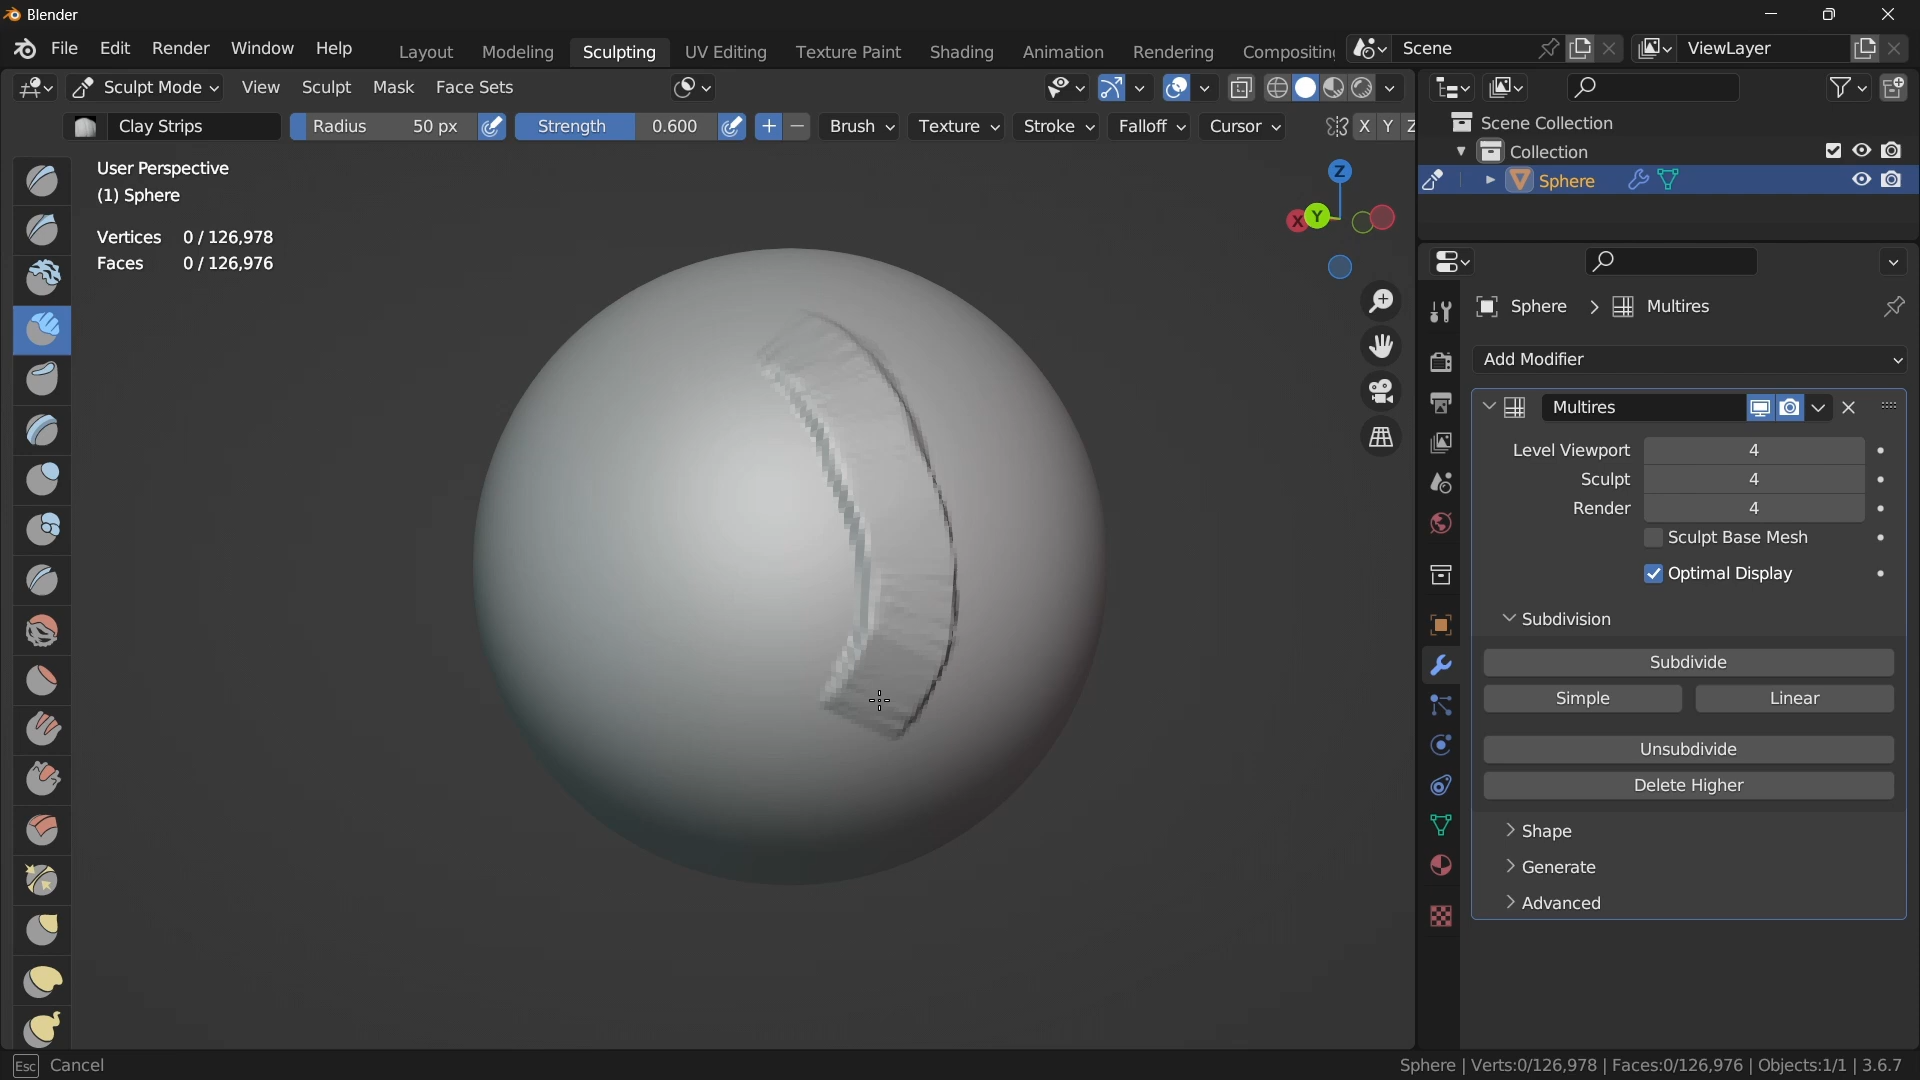 Blender
File Edit Render Window Help Layout Modeling Sculpting UV Editing Texture Paint Shading Animation Rendering Compositing Scene ViewLayer
Sculpt Mode View Sculpt Mask Face Sets
Clay Strips Radius 50 px Strength 0.600 + − Brush Texture Stroke Falloff Cursor X Y Z
User Perspective
(1) Sphere
Vertices 0 / 126,978
Faces 0 / 126,976
Z
X Y
Scene Collection
Collection
Sphere
Sphere > Multires
Add Modifier
Multires
Level Viewport 4
Sculpt 4
Render 4
Sculpt Base Mesh
Optimal Display
Subdivision
Subdivide
Simple Linear
Unsubdivide
Delete Higher
Shape
Generate
Advanced
Esc Cancel
Sphere | Verts:0/126,978 | Faces:0/126,976 | Objects:1/1 | 3.6.7